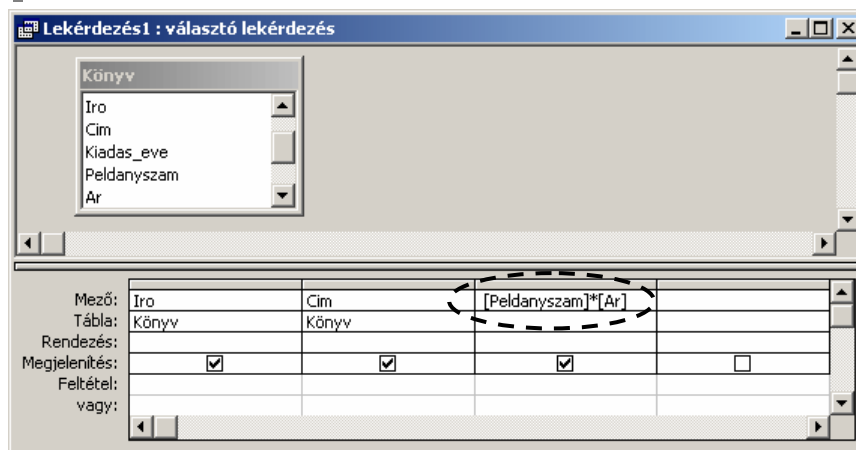 Lekérdezés1 : választó lekérdezés
Könyv
Iro
Cim
Kiadas_eve
Peldanyszam
Ar
Mező: Iro Cim [Peldanyszam]*[Ar]
Tábla: Könyv Könyv
Rendezés:
Megjelenítés:
Feltétel:
vagy: